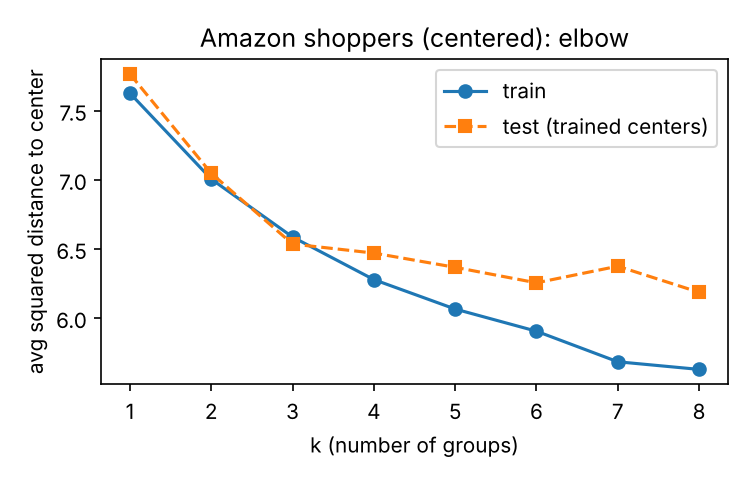 Amazon shoppers (centered): elbow
train
test (trained centers)
avg squared distance to center
7.5
7.0
6.5
6.0
1 2 3 4 5 6 7 8
k (number of groups)